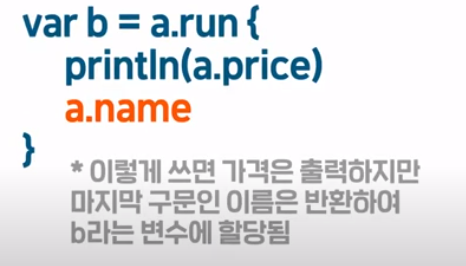 var b = a.run {
println(a.price)
a.name
}
* 이렇게 쓰면 가격은 출력하지만
마지막 구문인 이름은 반환하여
b라는 변수에 할당됨